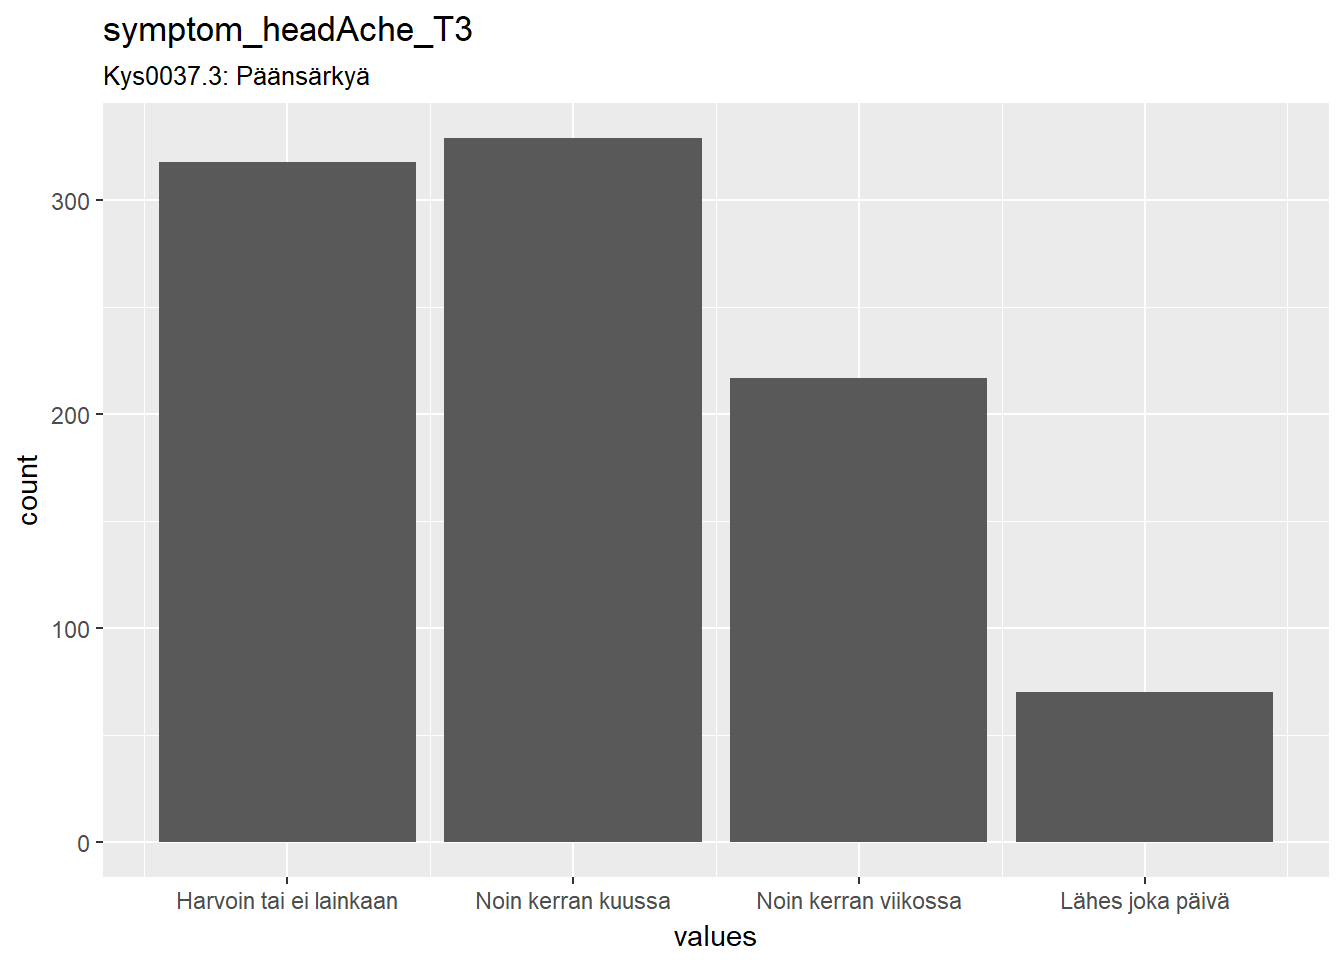 symptom_headAche_T3
Kys0037.3: Päänsärkyä
300
200
100
0
count
Harvoin tai ei lainkaan
Noin kerran kuussa
Noin kerran viikossa
Lähes joka päivä
values